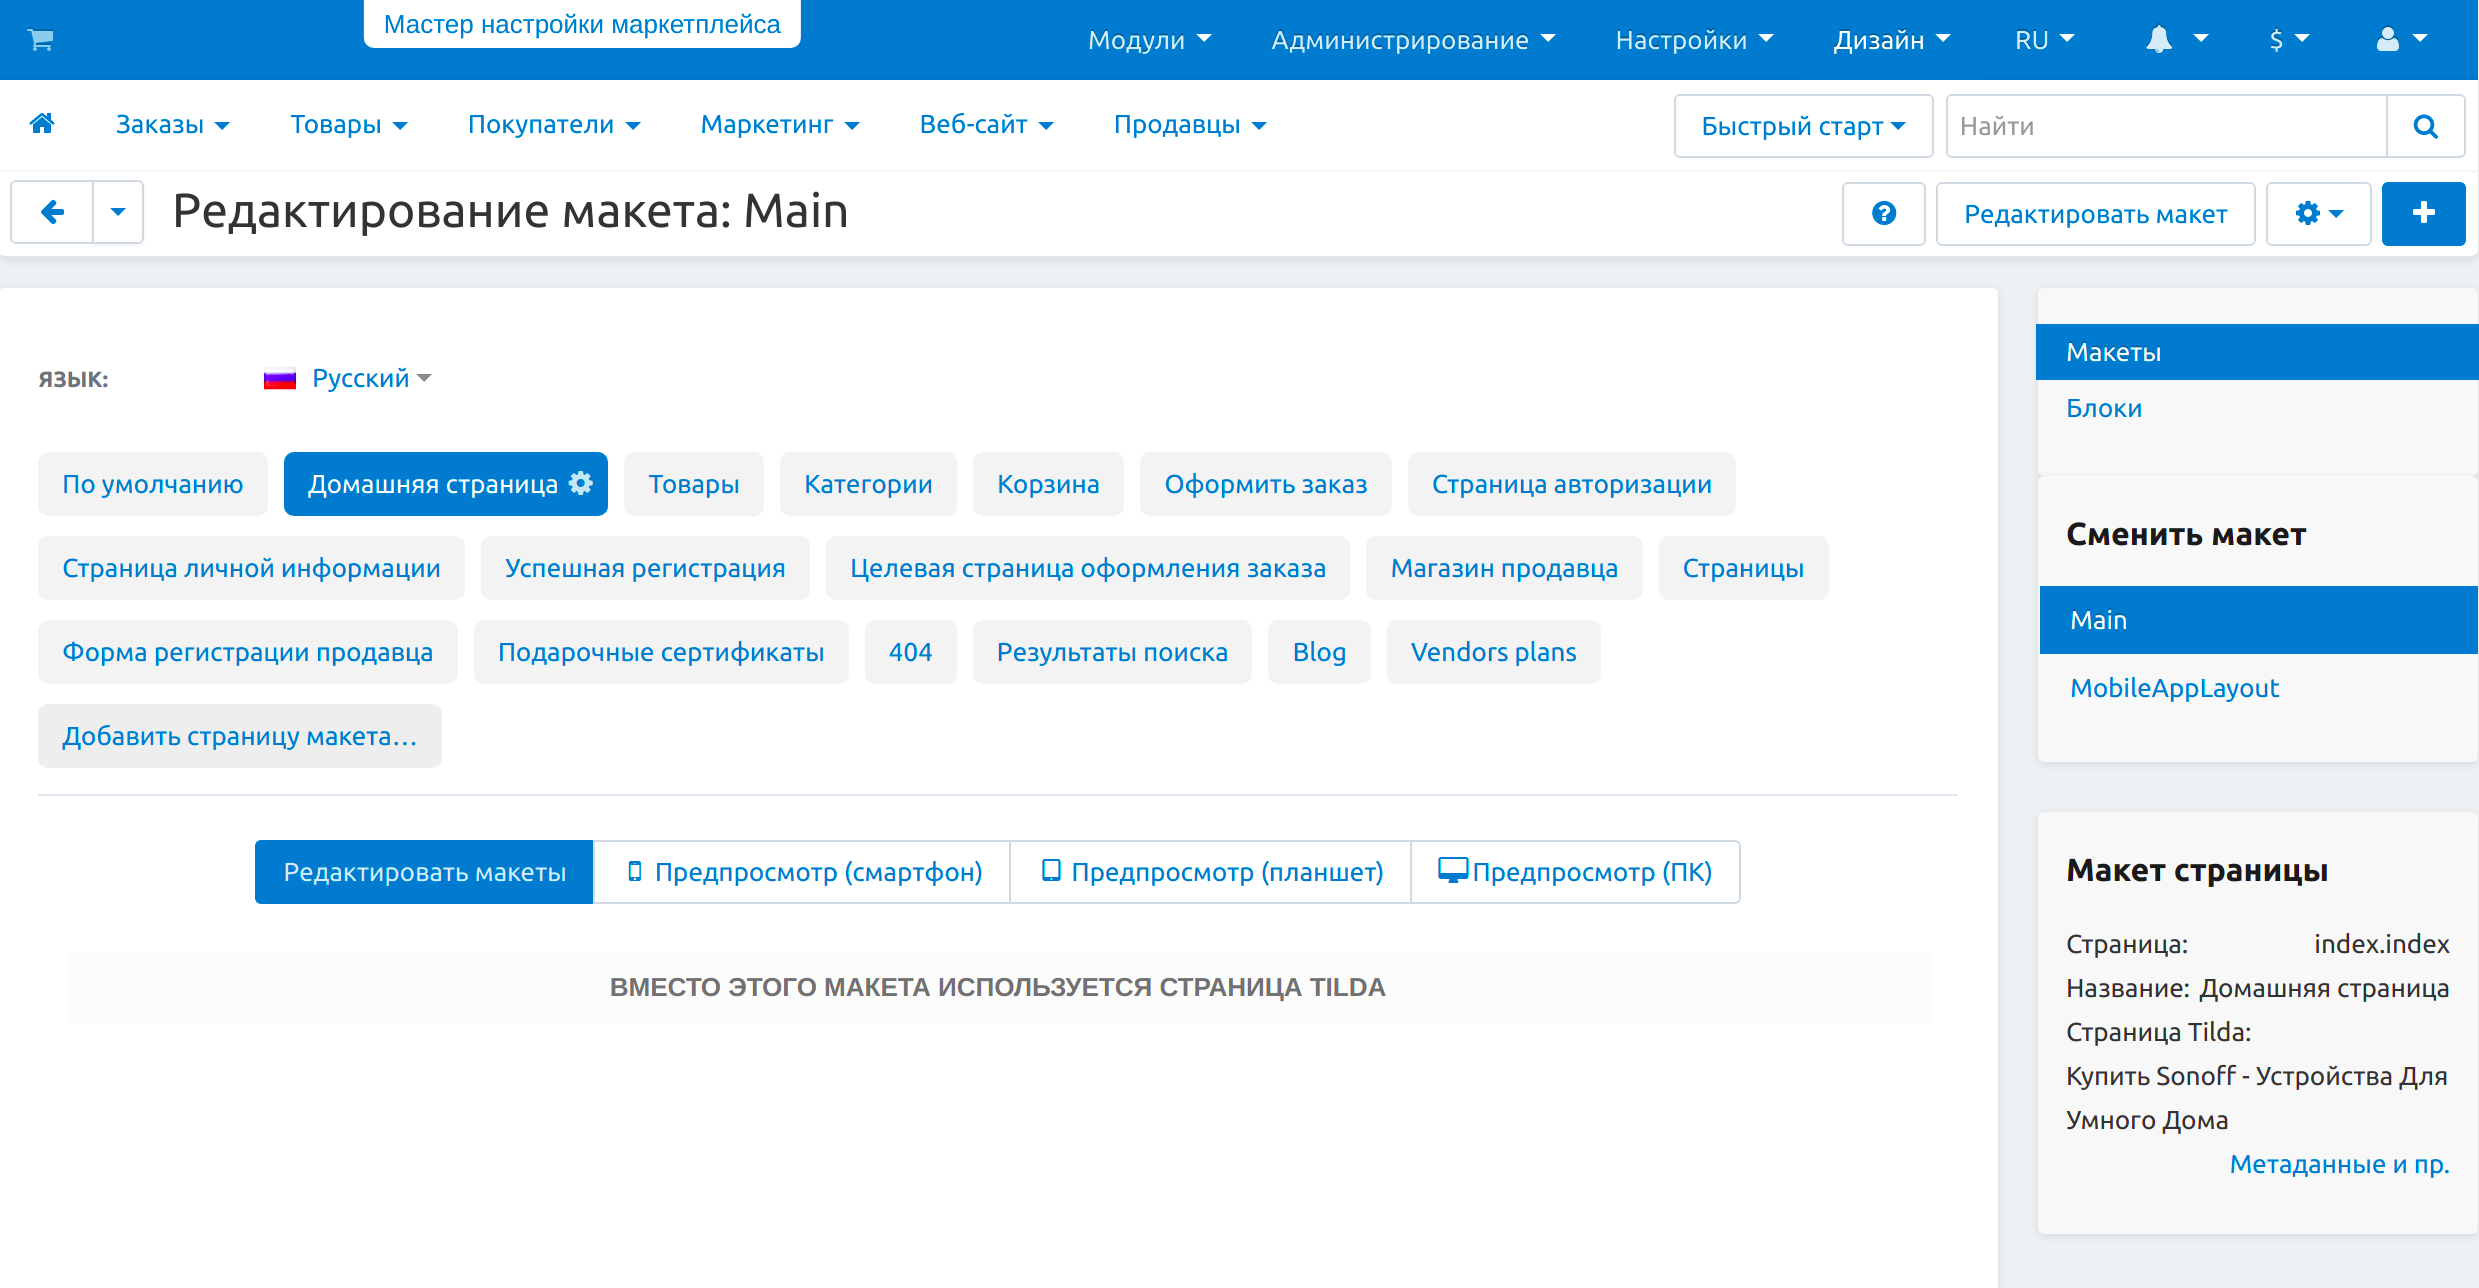 Мастер настройки маркетплейса
Модули Администрирование Настройки Дизайн RU $
Заказы Товары Покупатели Маркетинг Веб-сайт Продавцы Быстрый старт Найти
Редактирование макета: Main Редактировать макет
ЯЗЫК: Русский
По умолчанию Домашняя страница Товары Категории Корзина Оформить заказ Страница авторизации
Страница личной информации Успешная регистрация Целевая страница оформления заказа Магазин продавца Страницы
Форма регистрации продавца Подарочные сертификаты 404 Результаты поиска Blog Vendors plans
Добавить страницу макета...
Редактировать макеты Предпросмотр (смартфон) Предпросмотр (планшет) Предпросмотр (ПК)
ВМЕСТО ЭТОГО МАКЕТА ИСПОЛЬЗУЕТСЯ СТРАНИЦА TILDA
Макеты
Блоки
Сменить макет
Main
MobileAppLayout
Макет страницы
Страница: index.index
Название: Домашняя страница
Страница Tilda:
Купить Sonoff - Устройства Для
Умного Дома
Метаданные и пр.